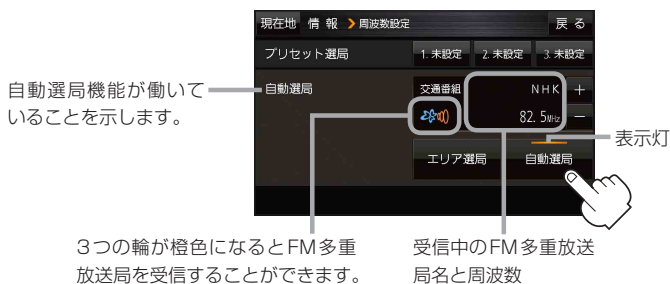 現在地 情報 > 周波数設定 戻る
プリセット選局 1. 未設定 2. 未設定 3. 未設定
自動選局 交通番組 NHK +
82. 5MHz −
エリア選局 自動選局
自動選局機能が働いて
いることを示します。
表示灯
3つの輪が橙色になるとFM多重
放送局を受信することができます。
受信中のFM多重放送
局名と周波数